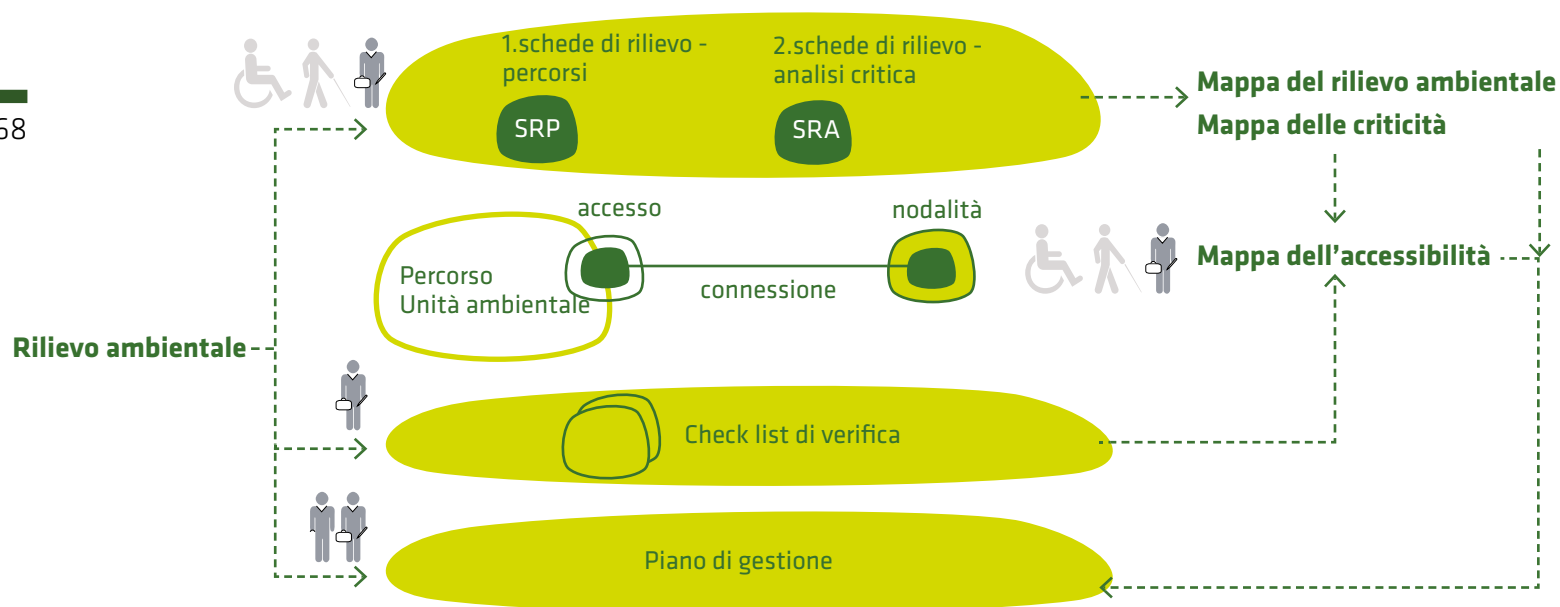 1.schede di rilievo -
percorsi
SRP
2.schede di rilievo -
analisi critica
SRA
Mappa del rilievo ambientale
Mappa delle criticità
accesso
nodalità
Percorso
Unità ambientale
connessione
Mappa dell'accessibilità
Rilievo ambientale
Check list di verifica
Piano di gestione